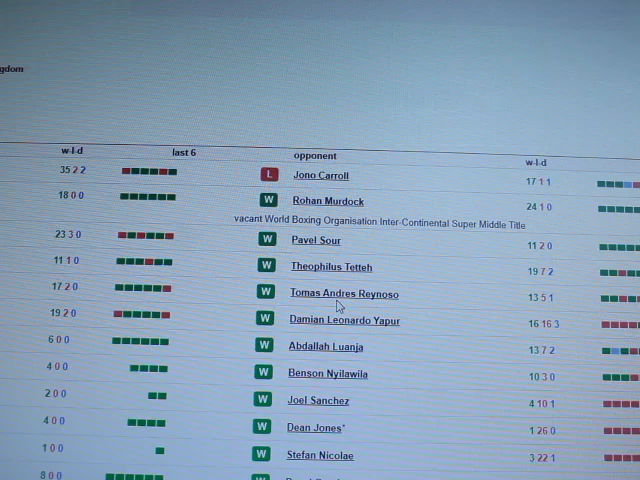 gdom
w-l-d last 6 opponent w-l-d
35 2 2 L Jono Carroll 17 1 1
18 0 0 W Rohan Murdock 24 1 0
vacant World Boxing Organisation Inter-Continental Super Middle Title
23 3 0 W Pavel Sour 11 2 0
11 1 0 W Theophilus Tetteh 19 7 2
17 2 0 W Tomas Andres Reynoso 13 5 1
19 2 0 W Damian Leonardo Yapur 16 16 3
6 0 0 W Abdallah Luanja 13 7 2
4 0 0 W Benson Nyilawila 10 3 0
2 0 0 W Joel Sanchez 4 10 1
4 0 0 W Dean Jones* 1 26 0
1 0 0 W Stefan Nicolae 3 22 1
8 0 0